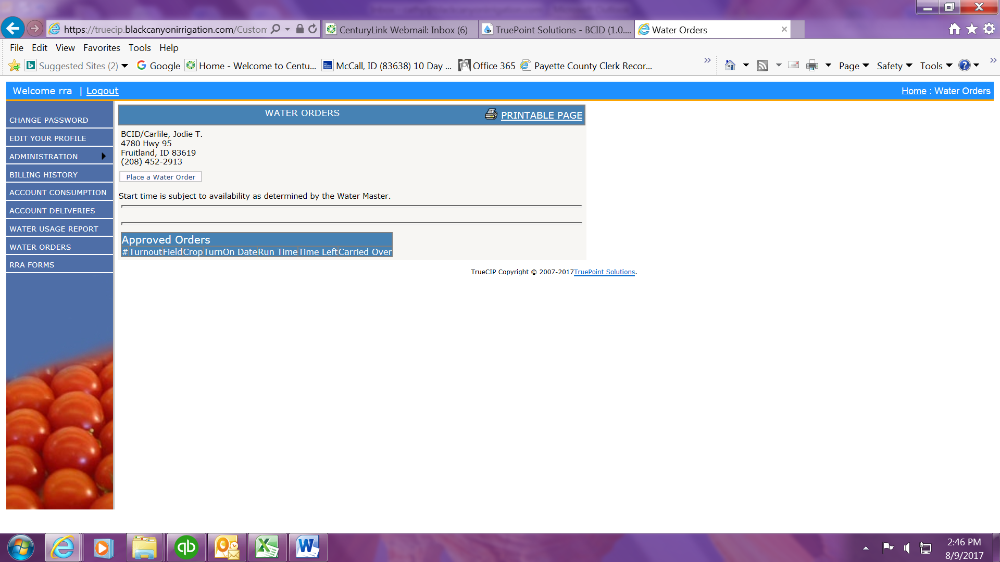 https://truecip.blackcanyonirrigation.com/Custom
CenturyLink Webmail: Inbox (6)
TruePoint Solutions - BCID (1.0....
Water Orders
File Edit View Favorites Tools Help
Suggested Sites (2)
Google
Home - Welcome to Centu...
McCall, ID (83638) 10 Day ...
Office 365
Payette County Clerk Recor...
Page Safety Tools
Welcome rra | Logout
Home : Water Orders
CHANGE PASSWORD
EDIT YOUR PROFILE
ADMINISTRATION
BILLING HISTORY
ACCOUNT CONSUMPTION
ACCOUNT DELIVERIES
WATER USAGE REPORT
WATER ORDERS
RRA FORMS
WATER ORDERS
PRINTABLE PAGE
BCID/Carlile, Jodie T.
4780 Hwy 95
Fruitland, ID 83619
(208) 452-2913
Place a Water Order
Start time is subject to availability as determined by the Water Master.
Approved Orders
# Turnout Field Crop TurnOn Date Run Time Time Left Carried Over
TrueCIP Copyright © 2007-2017TruePoint Solutions.
2:46 PM
8/9/2017